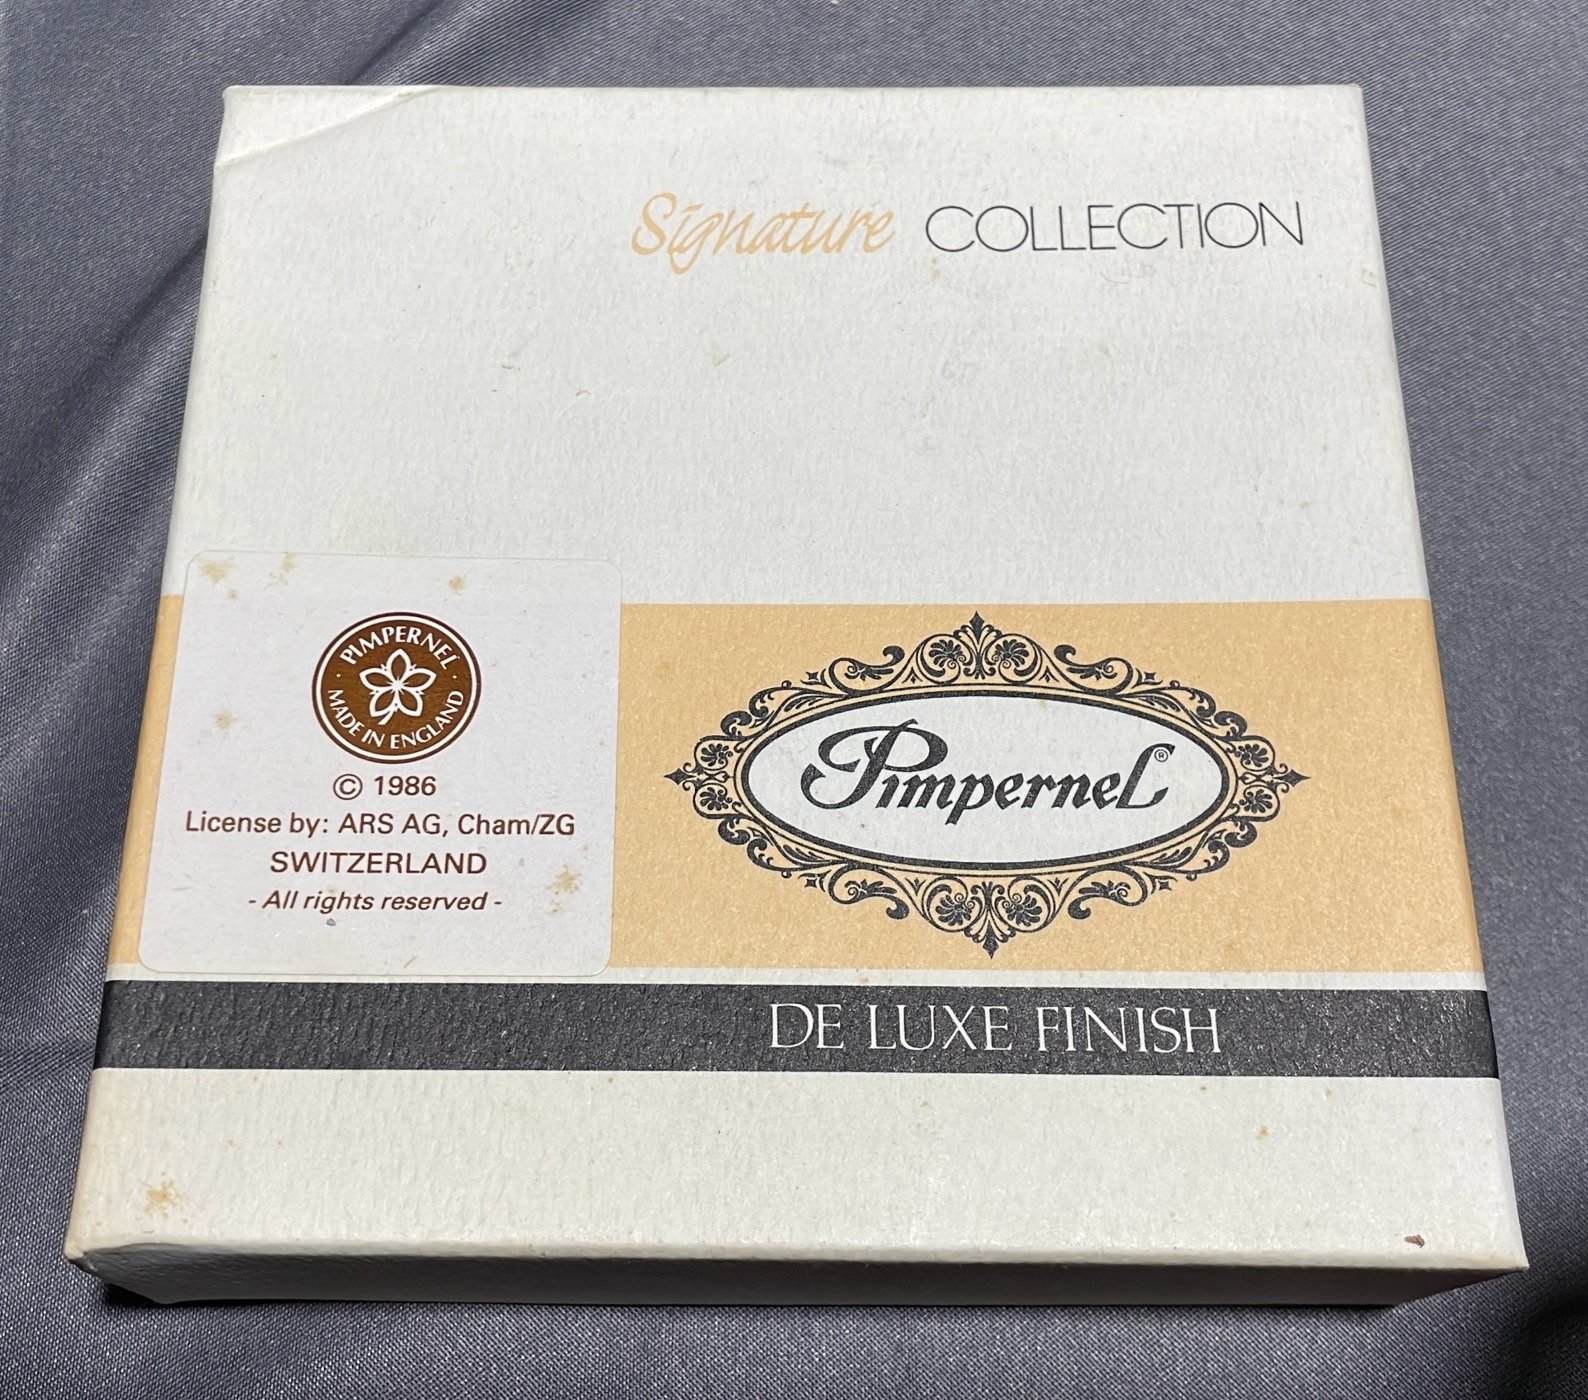 Signature COLLECTION
PIMPERNEL
· MADE IN ENGLAND ·
© 1986
License by: ARS AG, Cham/ZG
SWITZERLAND
- All rights reserved -
Pimpernel®
DE LUXE FINISH